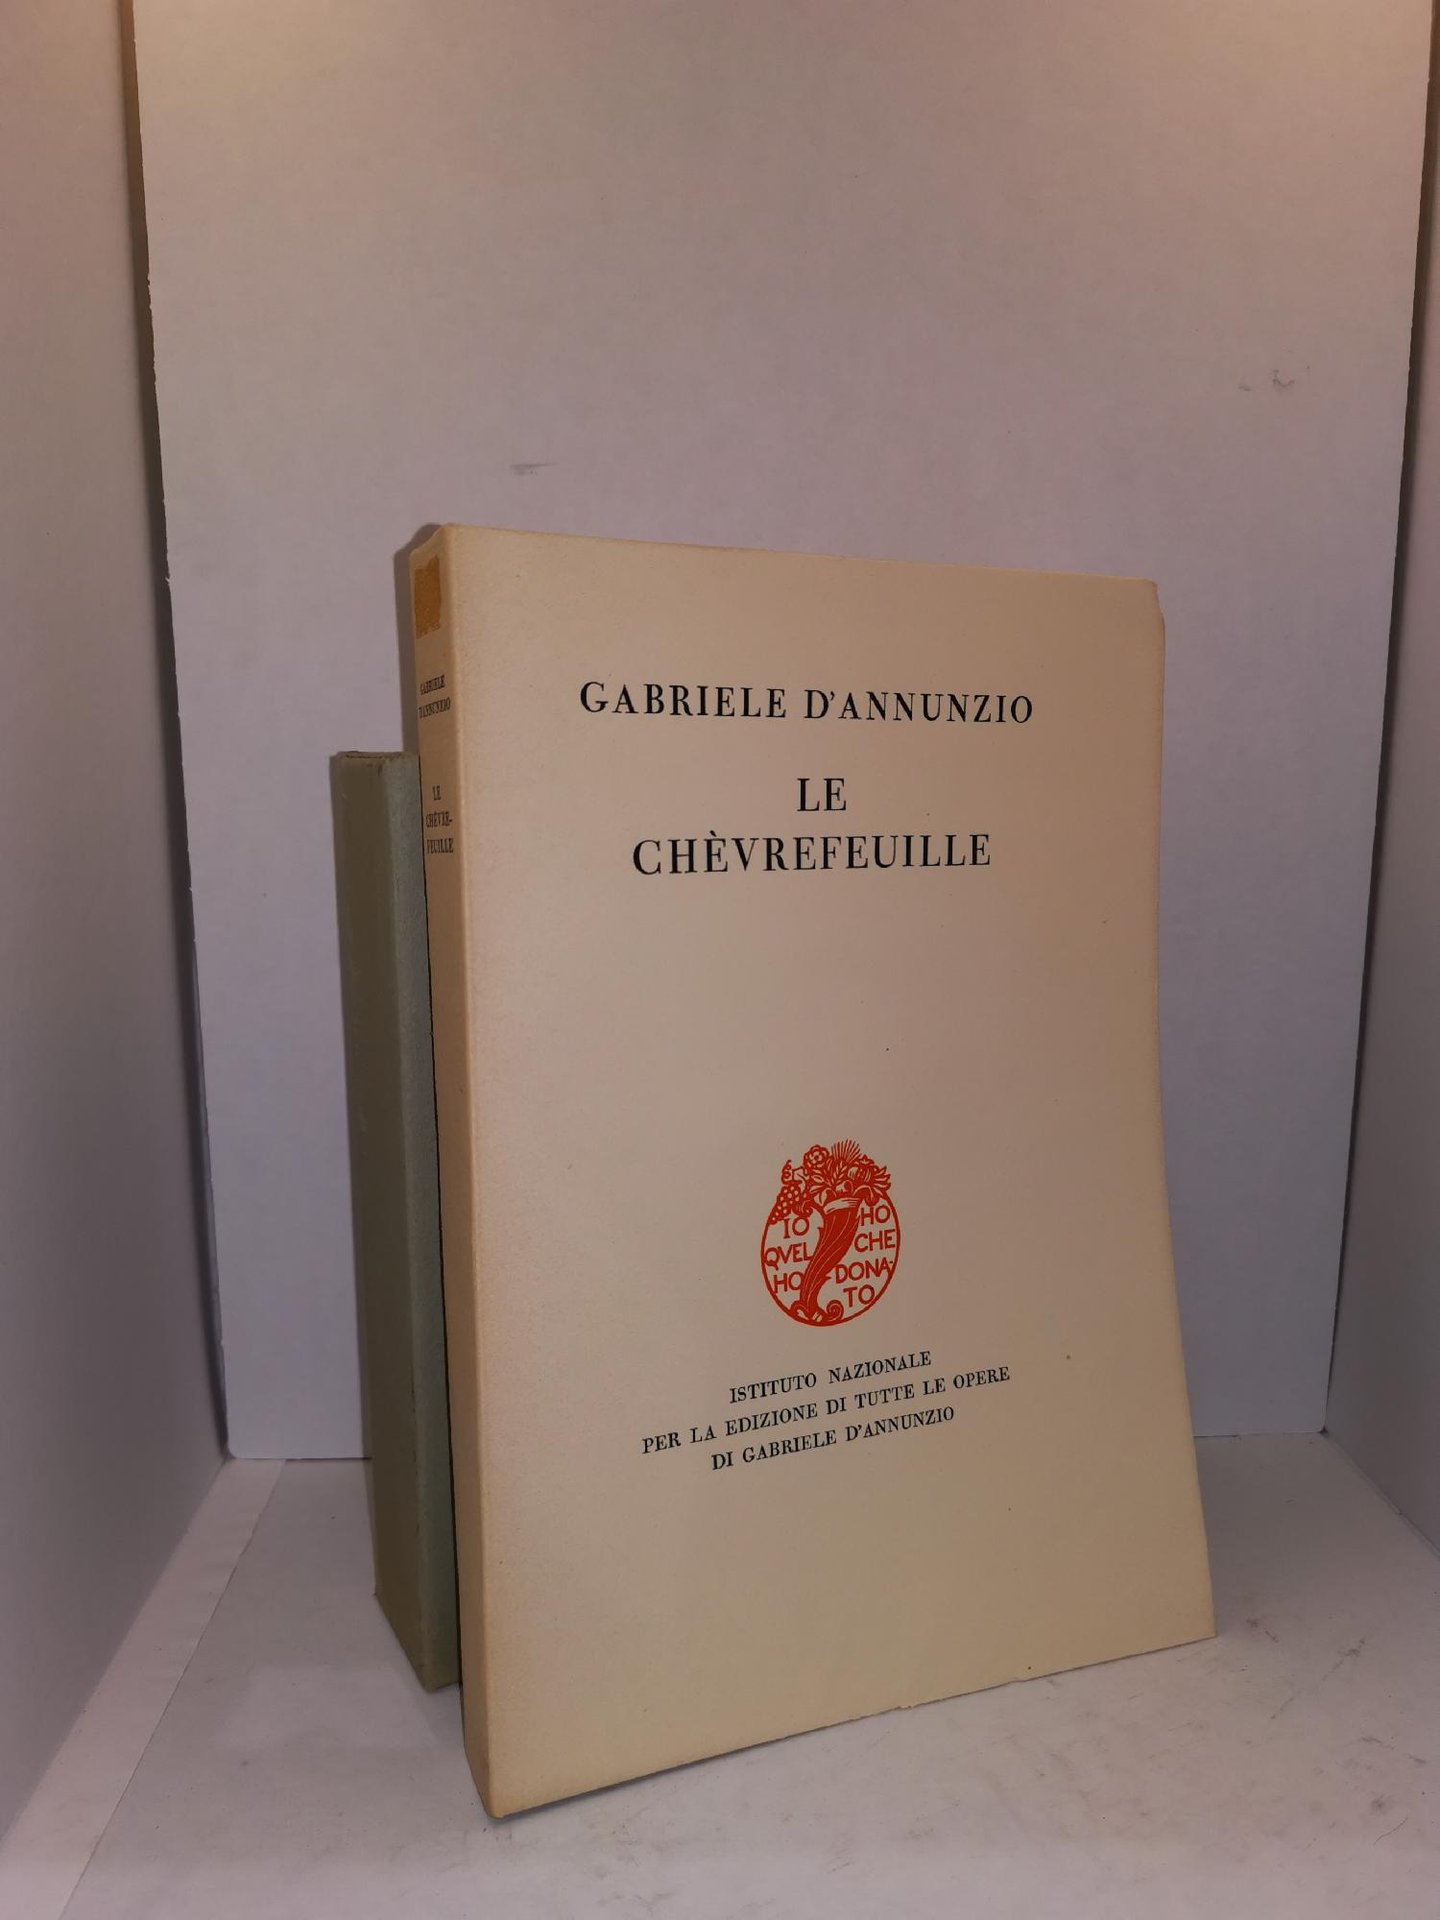 GABRIELE D'ANNUNZIO
LE
CHÈVREFEUILLE
IO HO
QVEL CHE
HO DONA-
TO
ISTITUTO NAZIONALE
PER LA EDIZIONE DI TUTTE LE OPERE
DI GABRIELE D'ANNUNZIO
GABRIELE
D'ANNUNZIO
LE
CHÈVRE-
FEUILLE